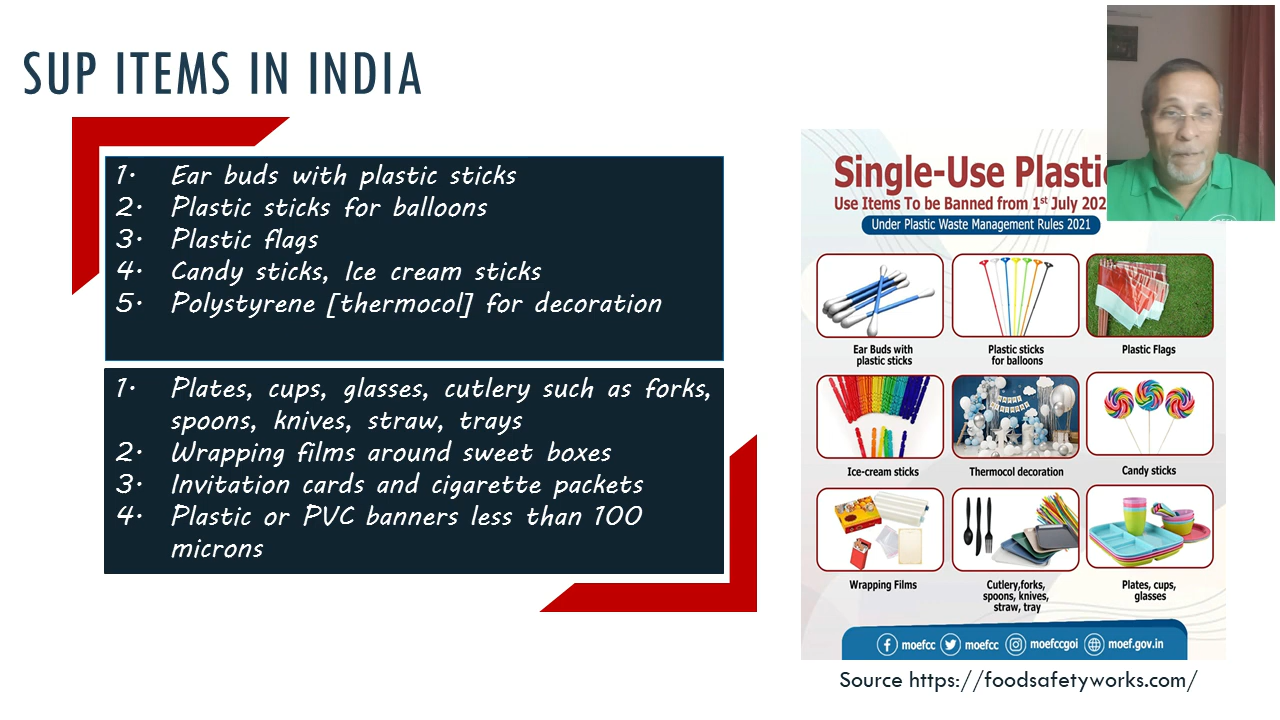 SUP ITEMS IN INDIA
1. Ear buds with plastic sticks
2. Plastic sticks for balloons
3. Plastic flags
4. Candy sticks, Ice cream sticks
5. Polystyrene [thermocol] for decoration
1. Plates, cups, glasses, cutlery such as forks,
spoons, knives, straw, trays
2. Wrapping films around sweet boxes
3. Invitation cards and cigarette packets
4. Plastic or PVC banners less than 100
microns
Single-Use Plastic
Use Items To be Banned from 1st July 202
Under Plastic Waste Management Rules 2021
Ear Buds with
plastic sticks
Plastic sticks
for balloons
Plastic Flags
Ice-cream sticks
Thermocol decoration
Candy sticks
Wrapping Films
Cutlery,forks,
spoons, knives,
straw, tray
Plates, cups,
glasses
moefcc moefcc moefccgoi moef.gov.in
Source https://foodsafetyworks.com/